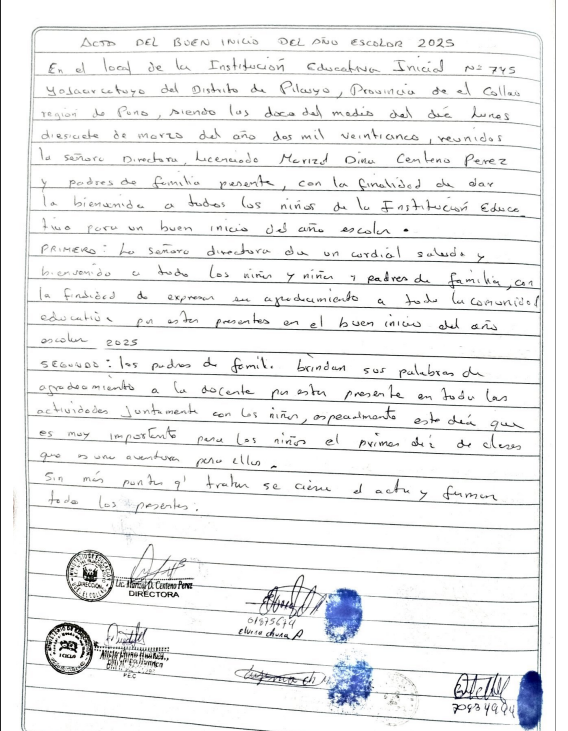 ACTA DEL BUEN INICIO DEL AÑO ESCOLAR 2025
En el local de la Institución Educativa Inicial Nº 745
del Distrito de Pilcuyo, Provincia de el Collao
región de Puno, siendo las doce del medio del día lunes
diesciete de marzo del año dos mil veinticinco, reunidos
la señora Directora, Licenciada Marizol Dina Centeno Perez
y padres de familia presente, con la finalidad de dar
la bienvenida a todos los niños de la Institución Educa
tiva para un buen inicio del año escolar.
PRIMERO: La señora directora da un cordial saludo y
bienvenida a todo los niños y niñas y padres de familia, con
la finalidad de expresar su agradecimiento a toda la comunidad
educativa por estar presentes en el buen inicio del año
escolar 2025
SEGUNDO: los padres de famili. brindan sus palabras de
agradecimiento a la docente por estar presente en todas las
actividades juntamente con los niños, especialmente este día que
es muy importante para los niños el primer día de clases
que es una aventura para ellos.
Sin más puntos q' tratar se cierra el acta y firman
todo los presentes.
DIRECCION
Lic. Marizol D. Centeno Perez
DIRECTORA
01875674
elvira chura A
I CICLO
P.E.C
70934994